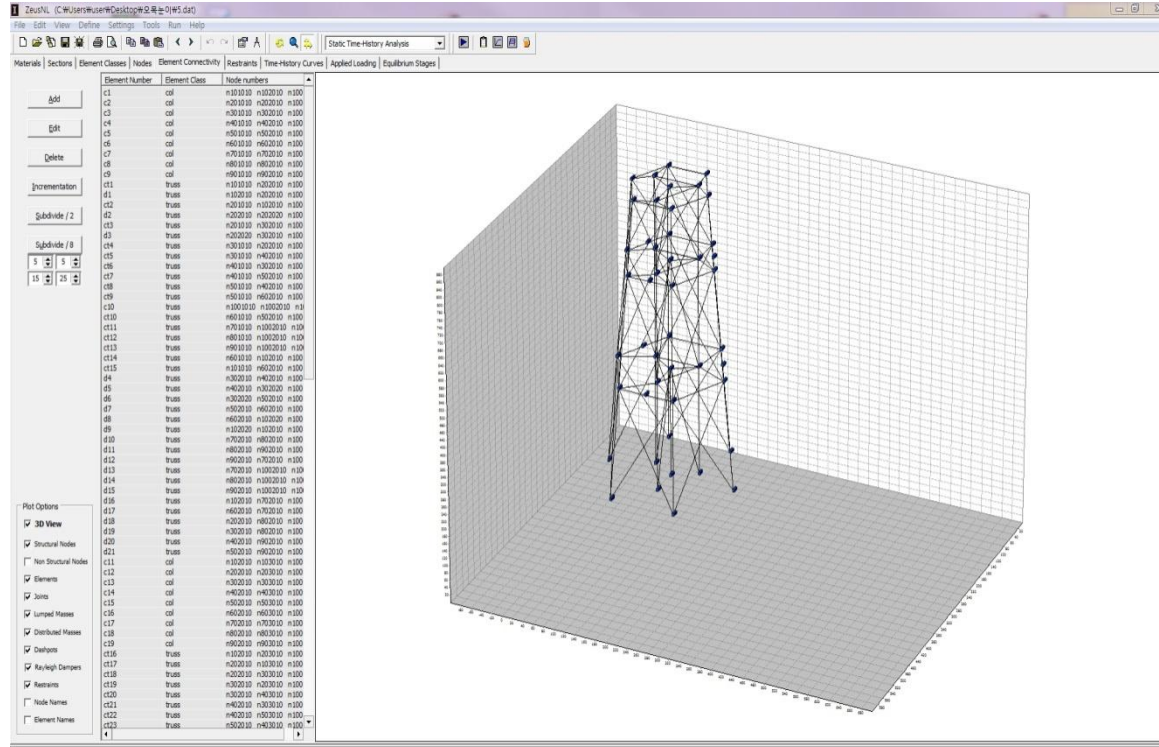 ZeusNL (C:₩Users₩user₩Desktop₩오목눈이₩5.dat)
File Edit View Define Settings Tools Run Help
Static Time-History Analysis
Materials Sections Element Classes Nodes Element Connectivity Restraints Time-History Curves Applied Loading Equilibrium Stages
Element Number Element Class Node numbers
Add
Edit
Delete
Incrementation
Subdivide / 2
Subdivide / 8
5 5
15 25
c1 col n101010 n102010 n100
c2 col n201010 n202010 n100
c3 col n301010 n302010 n100
c4 col n401010 n402010 n100
c5 col n501010 n502010 n100
c6 col n601010 n602010 n100
c7 col n701010 n702010 n100
c8 col n801010 n802010 n100
c9 col n901010 n902010 n100
ct1 truss n101010 n202010 n100
d1 truss n102010 n202010 n100
ct2 truss n201010 n102010 n100
d2 truss n202010 n202020 n100
ct3 truss n201010 n302010 n100
d3 truss n202020 n302010 n100
ct4 truss n301010 n202010 n100
ct5 truss n301010 n402010 n100
ct6 truss n401010 n302010 n100
ct7 truss n401010 n502010 n100
ct8 truss n501010 n402010 n100
ct9 truss n501010 n602010 n100
c10 truss n1001010 n1002010 n1
ct10 truss n601010 n502010 n100
ct11 truss n701010 n1002010 n10
ct12 truss n801010 n1002010 n10
ct13 truss n901010 n1002010 n10
ct14 truss n601010 n102010 n100
ct15 truss n101010 n602010 n100
d4 truss n302010 n402010 n100
d5 truss n402010 n302020 n100
d6 truss n302020 n502010 n100
d7 truss n502010 n602010 n100
d8 truss n602010 n102020 n100
d9 truss n102020 n102010 n100
d10 truss n702010 n802010 n100
d11 truss n802010 n902010 n100
d12 truss n902010 n702010 n100
d13 truss n702010 n1002010 n10
d14 truss n802010 n1002010 n10
d15 truss n902010 n1002010 n10
d16 truss n102010 n702010 n100
d17 truss n602010 n702010 n100
d18 truss n202010 n802010 n100
d19 truss n302010 n802010 n100
d20 truss n402010 n902010 n100
d21 truss n502010 n902010 n100
c11 col n102010 n103010 n100
c12 col n202010 n203010 n100
c13 col n302010 n303010 n100
c14 col n402010 n403010 n100
c15 col n502010 n503010 n100
c16 col n602010 n603010 n100
c17 col n702010 n703010 n100
c18 col n802010 n803010 n100
c19 col n902010 n903010 n100
ct16 truss n102010 n203010 n100
ct17 truss n202010 n103010 n100
ct18 truss n202010 n303010 n100
ct19 truss n302010 n203010 n100
ct20 truss n302010 n403010 n100
ct21 truss n402010 n303010 n100
ct22 truss n402010 n503010 n100
ct23 truss n502010 n403010 n100
Plot Options
3D View
Structural Nodes
Non Structural Nodes
Elements
Joints
Lumped Masses
Distributed Masses
Dashpots
Rayleigh Dampers
Restraints
Node Names
Element Names